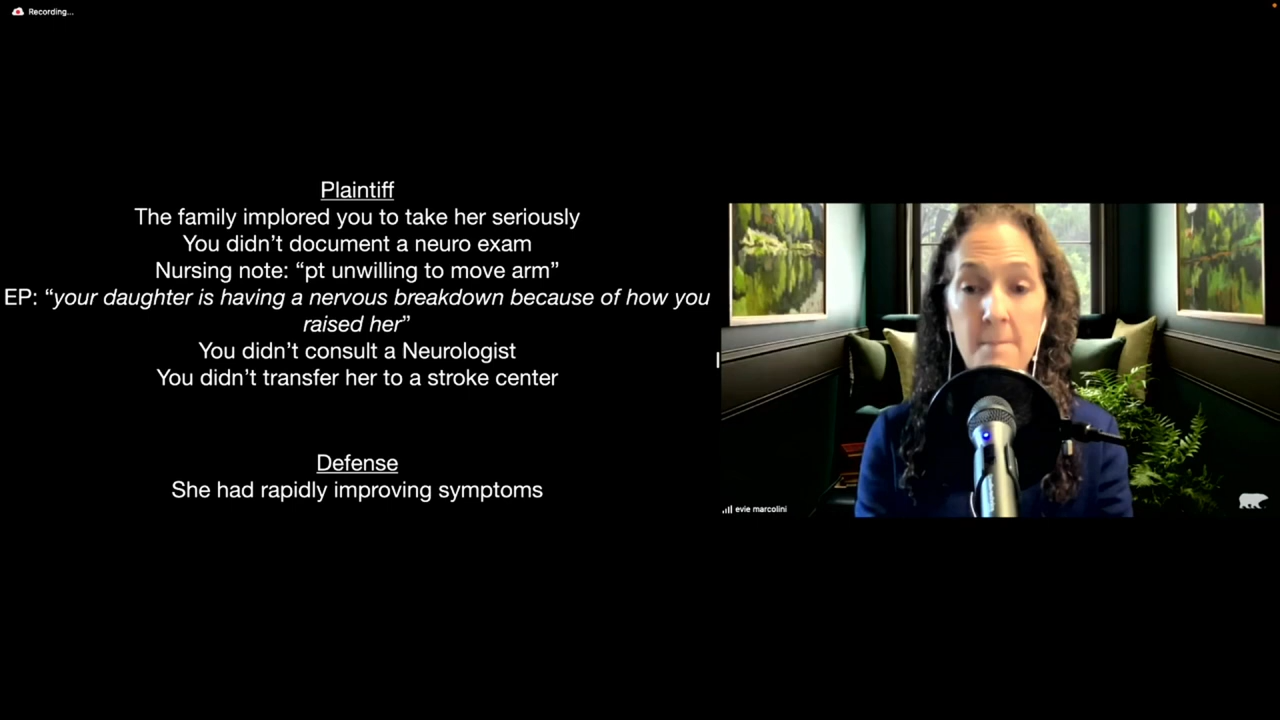 Recording...
Plaintiff
The family implored you to take her seriously
You didn’t document a neuro exam
Nursing note: “pt unwilling to move arm”
EP: “your daughter is having a nervous breakdown because of how you
raised her”
You didn’t consult a Neurologist
You didn’t transfer her to a stroke center
Defense
She had rapidly improving symptoms
evie marcolini